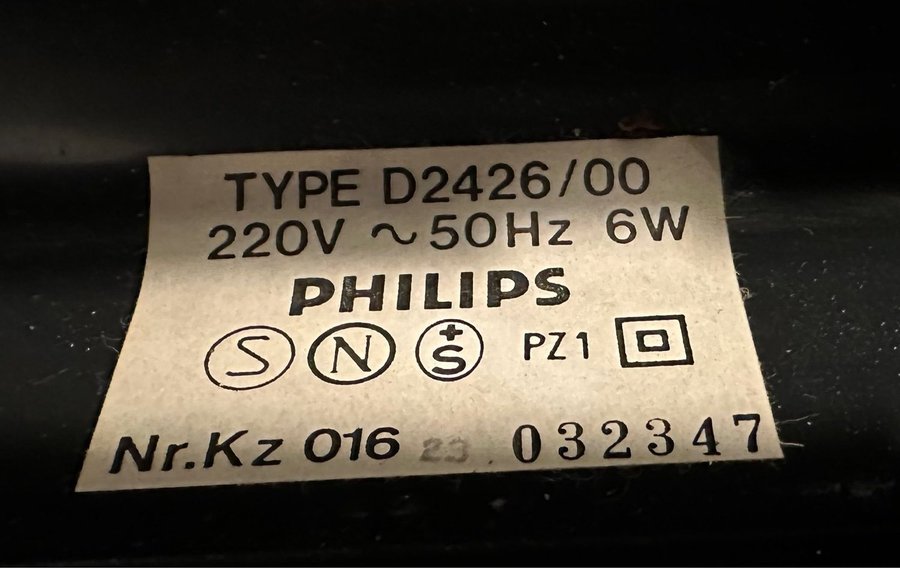 TYPE D2426/00
220V ~ 50Hz 6W
PHILIPS
S N +S PZ1
Nr.Kz 016 23 032347